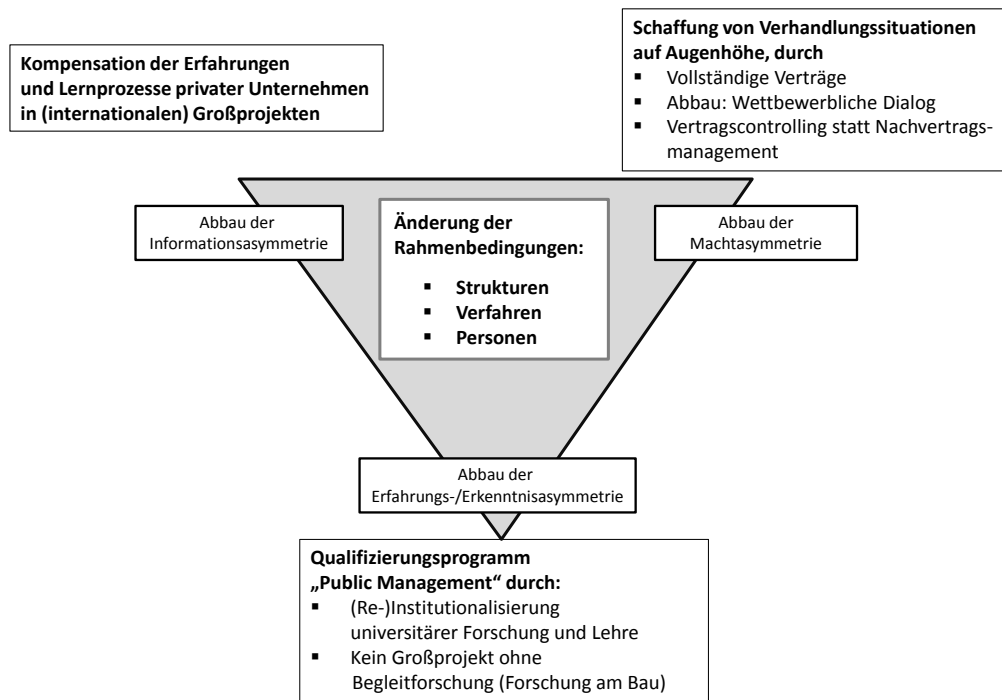 Kompensation der Erfahrungen
und Lernprozesse privater Unternehmen
in (internationalen) Großprojekten
Schaffung von Verhandlungssituationen
auf Augenhöhe, durch
▪ Vollständige Verträge
▪ Abbau: Wettbewerbliche Dialog
▪ Vertragscontrolling statt Nachvertrags-
management
Abbau der
Informationsasymmetrie
Änderung der
Rahmenbedingungen:
▪ Strukturen
▪ Verfahren
▪ Personen
Abbau der
Machtasymmetrie
Abbau der
Erfahrungs-/Erkenntnisasymmetrie
Qualifizierungsprogramm
„Public Management“ durch:
▪ (Re-)Institutionalisierung
universitärer Forschung und Lehre
▪ Kein Großprojekt ohne
Begleitforschung (Forschung am Bau)